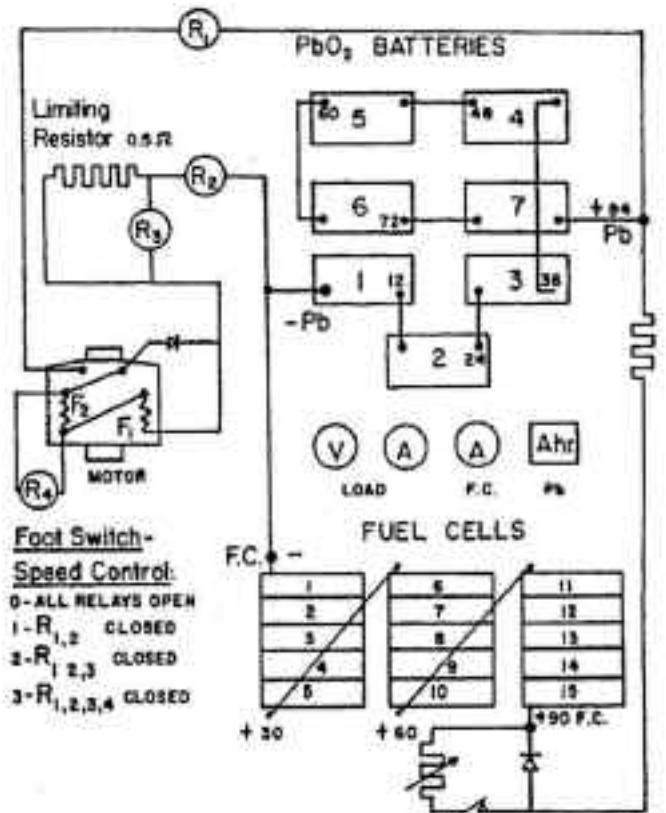 R1
PbO2 BATTERIES
Limiting
Resistor 0.5Ω
R2
R3
60 5
48 4
6 72
7
+84
Pb
1 12
-Pb
3 36
2 24
F2
F1
MOTOR
R4
V A A Ahr
LOAD F.C. Pb
FUEL CELLS
F.C. -
Foot Switch-
Speed Control:
0-ALL RELAYS OPEN
1-R1,2 CLOSED
2-R1 2,3 CLOSED
3-R1,2,3,4 CLOSED
1 6 11
2 7 12
3 8 13
4 9 14
5 10 15
+30 +60 +90 F.C.